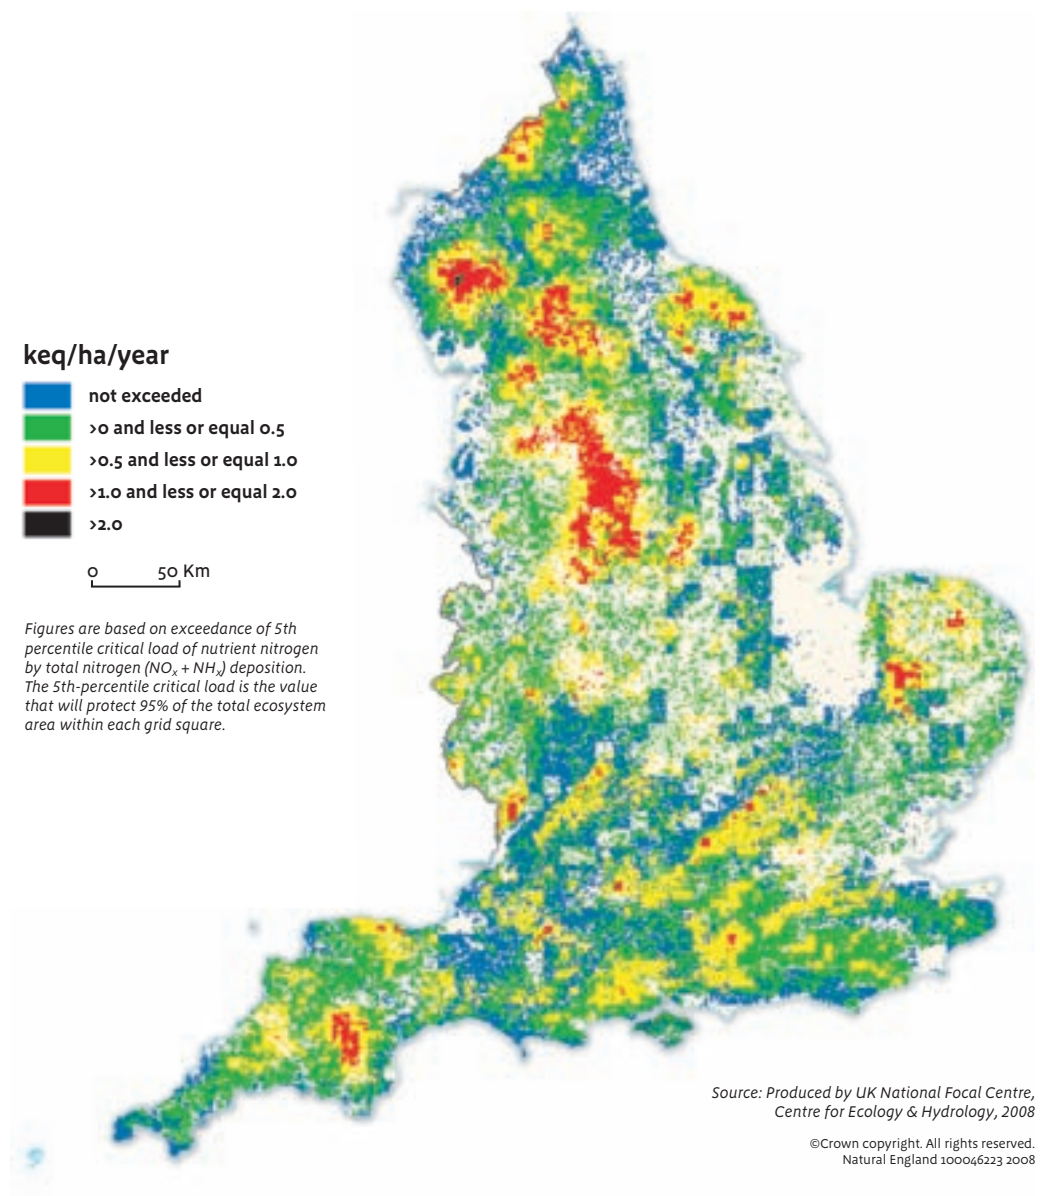 keq/ha/year
not exceeded
>0 and less or equal 0.5
>0.5 and less or equal 1.0
>1.0 and less or equal 2.0
>2.0
0 50 Km
Figures are based on exceedance of 5th
percentile critical load of nutrient nitrogen
by total nitrogen (NOx + NHx) deposition.
The 5th-percentile critical load is the value
that will protect 95% of the total ecosystem
area within each grid square.
Source: Produced by UK National Focal Centre,
Centre for Ecology & Hydrology, 2008
©Crown copyright. All rights reserved.
Natural England 100046223 2008